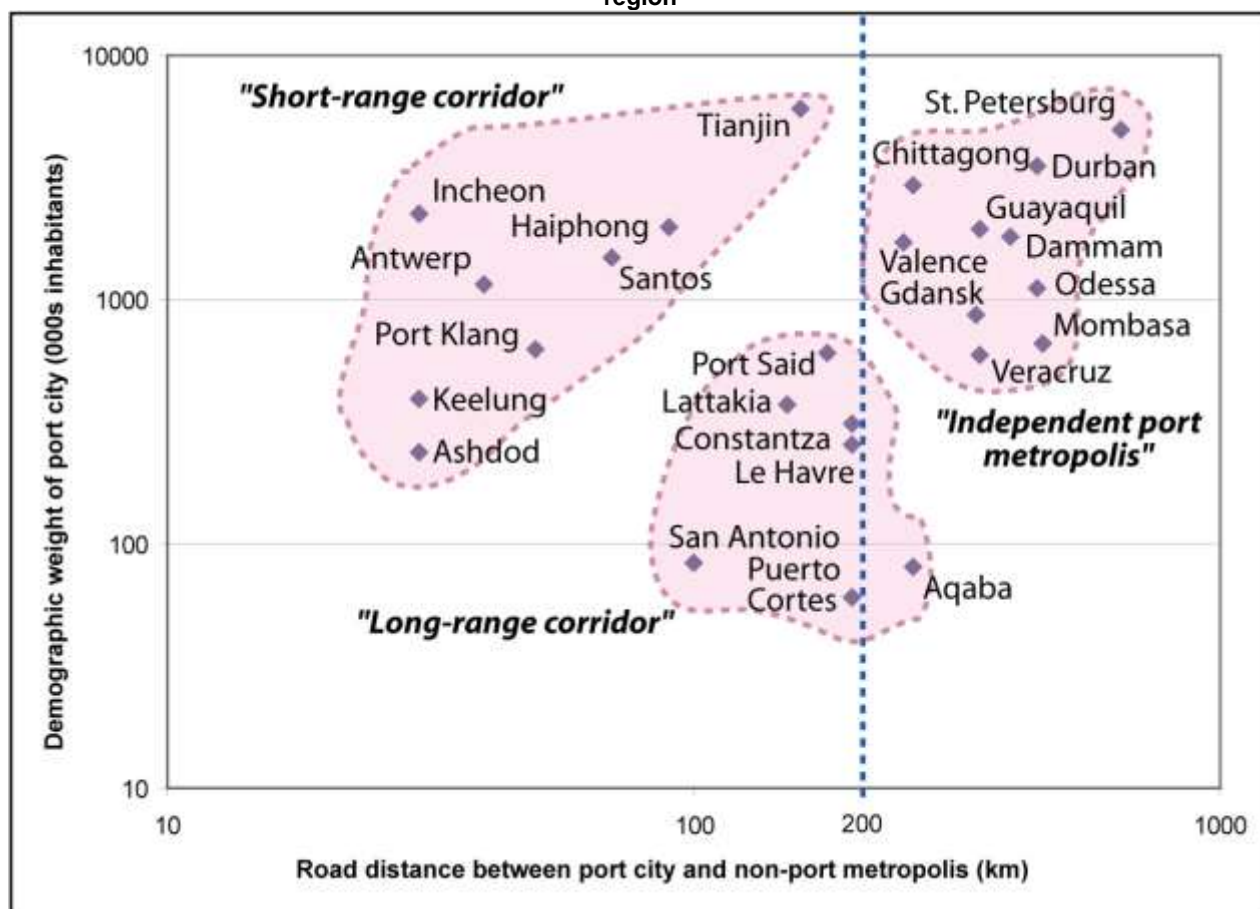 region
10000
1000
100
10
10
100
200
1000
Demographic weight of port city (000s inhabitants)
Road distance between port city and non-port metropolis (km)
"Short-range corridor"
Tianjin
Incheon
Haiphong
Antwerp
Santos
Port Klang
Keelung
Ashdod
St. Petersburg
Chittagong
Durban
Guayaquil
Dammam
Valence
Odessa
Gdansk
Mombasa
Veracruz
"Independent port
metropolis"
Port Said
Lattakia
Constantza
Le Havre
San Antonio
Puerto
Cortes
Aqaba
"Long-range corridor"